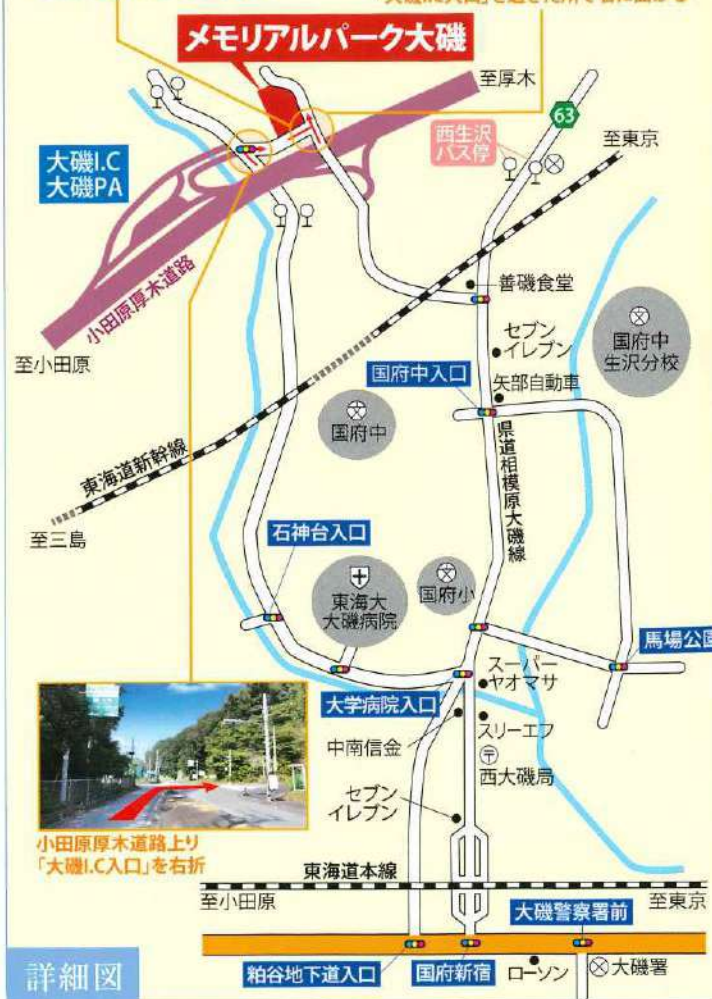 メモリアルパーク大磯
至厚木
63
西生沢
バス停
至東京
大磯I.C
大磯PA
小田原厚木道路
至小田原
善磯食堂
セブン
イレブン
国府中
生沢分校
国府中入口
矢部自動車
国府中
東海道新幹線
県道相模原大磯線
至三島
石神台入口
東海大
大磯病院
国府小
馬場公園
大学病院入口
スーパー
ヤオマサ
中南信金
スリーエフ
西大磯局
セブン
イレブン
小田原厚木道路上り
「大磯I.C入口」を右折
東海道本線
至小田原
至東京
大磯警察署前
粕谷地下道入口
国府新宿
ローソン
大磯署
詳細図